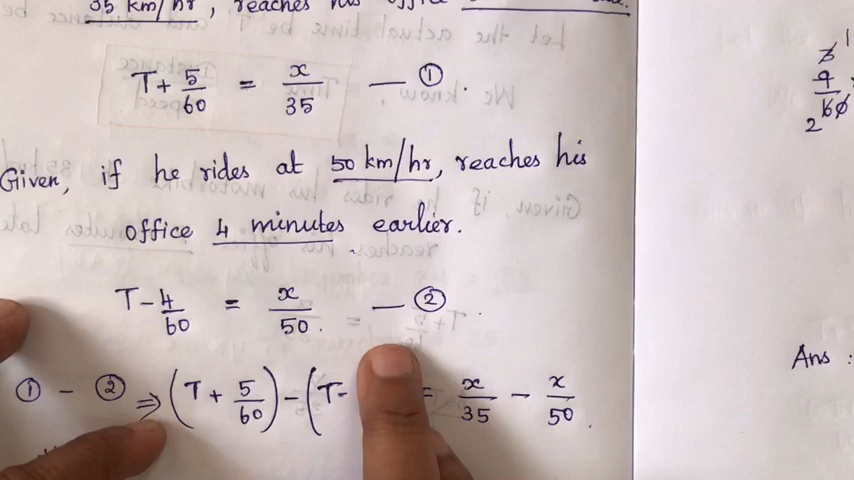 35 km/hr, reaches his office
T + 5/60 = x/35 — ①.
Given, if he rides at 50 km/hr, reaches his
office 4 minutes earlier.
T - 4/60 = x/50. — ②.
① - ② ⇒ (T + 5/60) - (T - = x/35 - x/50.
Ans :